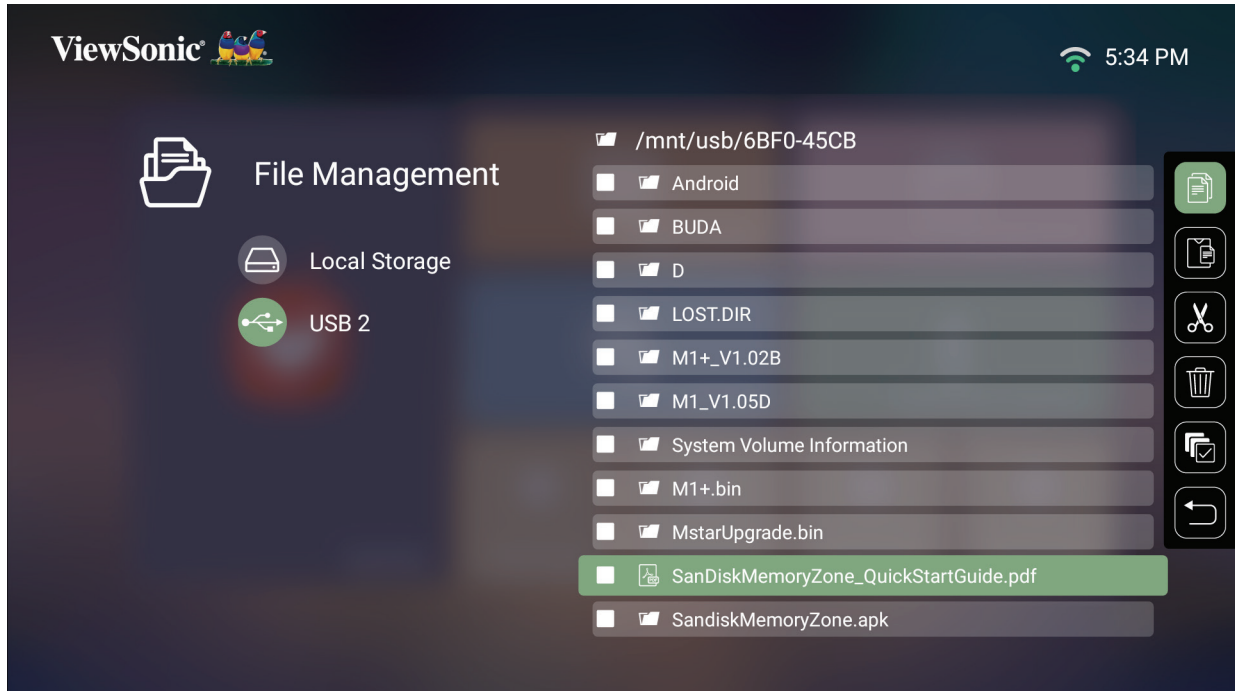 ViewSonic®
5:34 PM
File Management
Local Storage
USB 2
/mnt/usb/6BF0-45CB
Android
BUDA
D
LOST.DIR
M1+_V1.02B
M1_V1.05D
System Volume Information
M1+.bin
MstarUpgrade.bin
SanDiskMemoryZone_QuickStartGuide.pdf
SandiskMemoryZone.apk